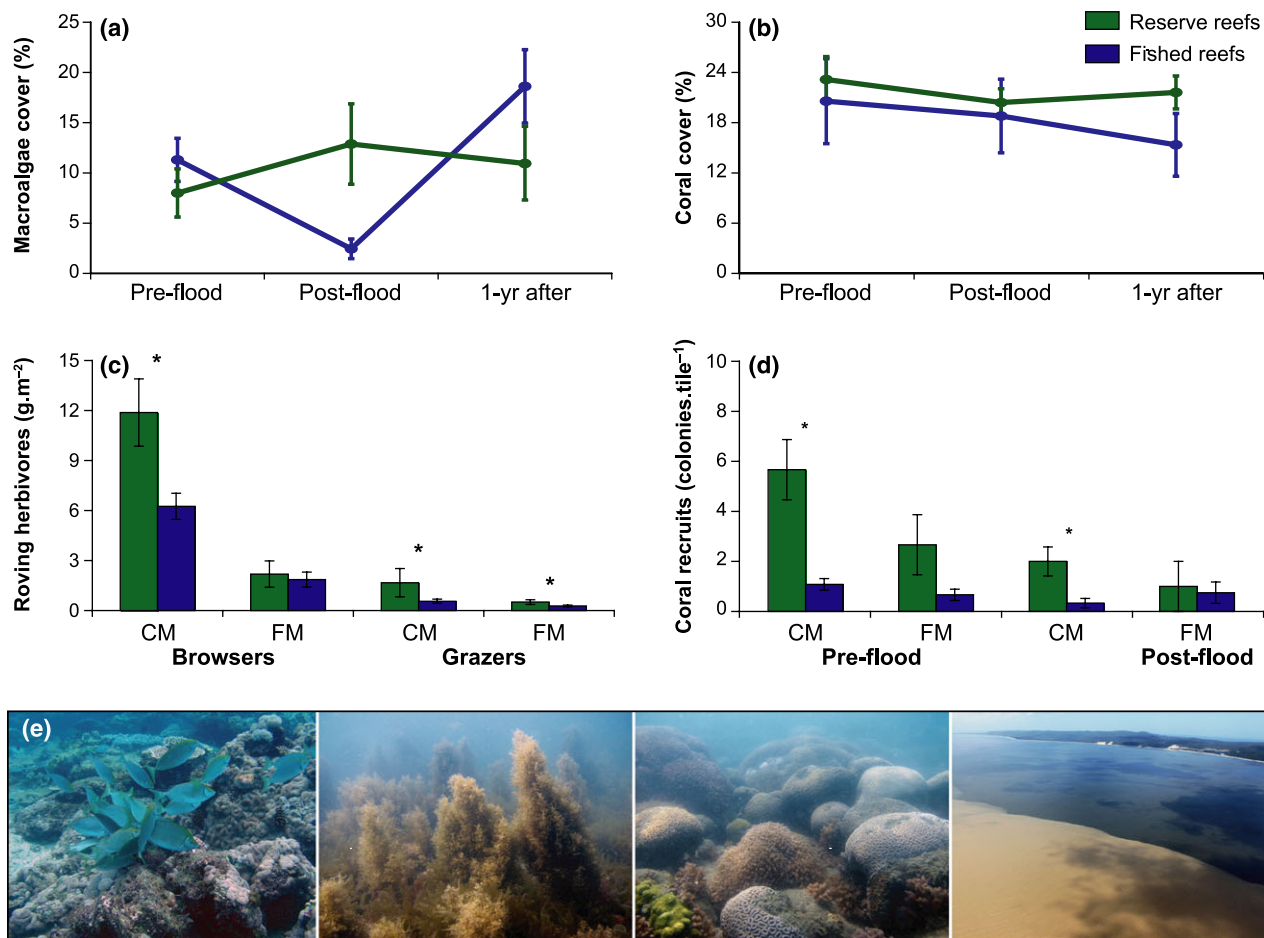 (a)
Macroalgae cover (%)
25
20
15
10
5
0
Pre-flood Post-flood 1-yr after
(b)
Coral cover (%)
30
24
18
12
6
0
Pre-flood Post-flood 1-yr after
Reserve reefs
Fished reefs
(c)
Roving herbivores (g.m⁻²)
15
12
9
6
3
0
*
*
*
CM FM CM FM
Browsers Grazers
(d)
Coral recruits (colonies.tile⁻¹)
10
8
6
4
2
0
*
*
CM FM CM FM
Pre-flood Post-flood
(e)